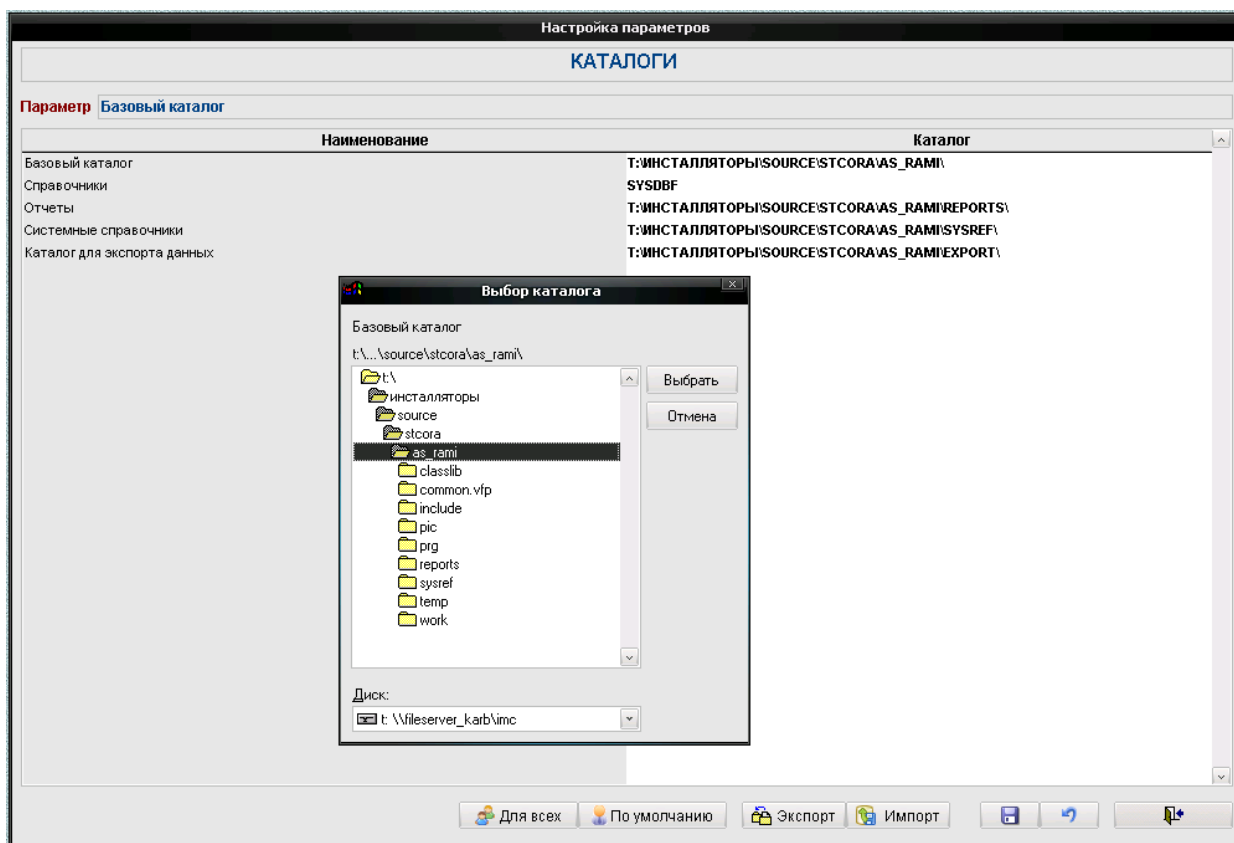 Настройка параметров
КАТАЛОГИ
Параметр Базовый каталог
Наименование Каталог
Базовый каталог T:\ИНСТАЛЛЯТОРЫ\SOURCE\STCORA\AS_RAMI\
Справочники SYSDBF
Отчеты T:\ИНСТАЛЛЯТОРЫ\SOURCE\STCORA\AS_RAMI\REPORTS\
Системные справочники T:\ИНСТАЛЛЯТОРЫ\SOURCE\STCORA\AS_RAMI\SYSREF\
Каталог для экспорта данных T:\ИНСТАЛЛЯТОРЫ\SOURCE\STCORA\AS_RAMI\EXPORT\
Выбор каталога
Базовый каталог
t:\...\source\stcora\as_rami\
t:\
инсталляторы
source
stcora
as_rami
classlib
common.vfp
include
pic
prg
reports
sysref
temp
work
Выбрать
Отмена
Диск:
t: \\fileserver_karb\imc
Для всех По умолчанию Экспорт Импорт